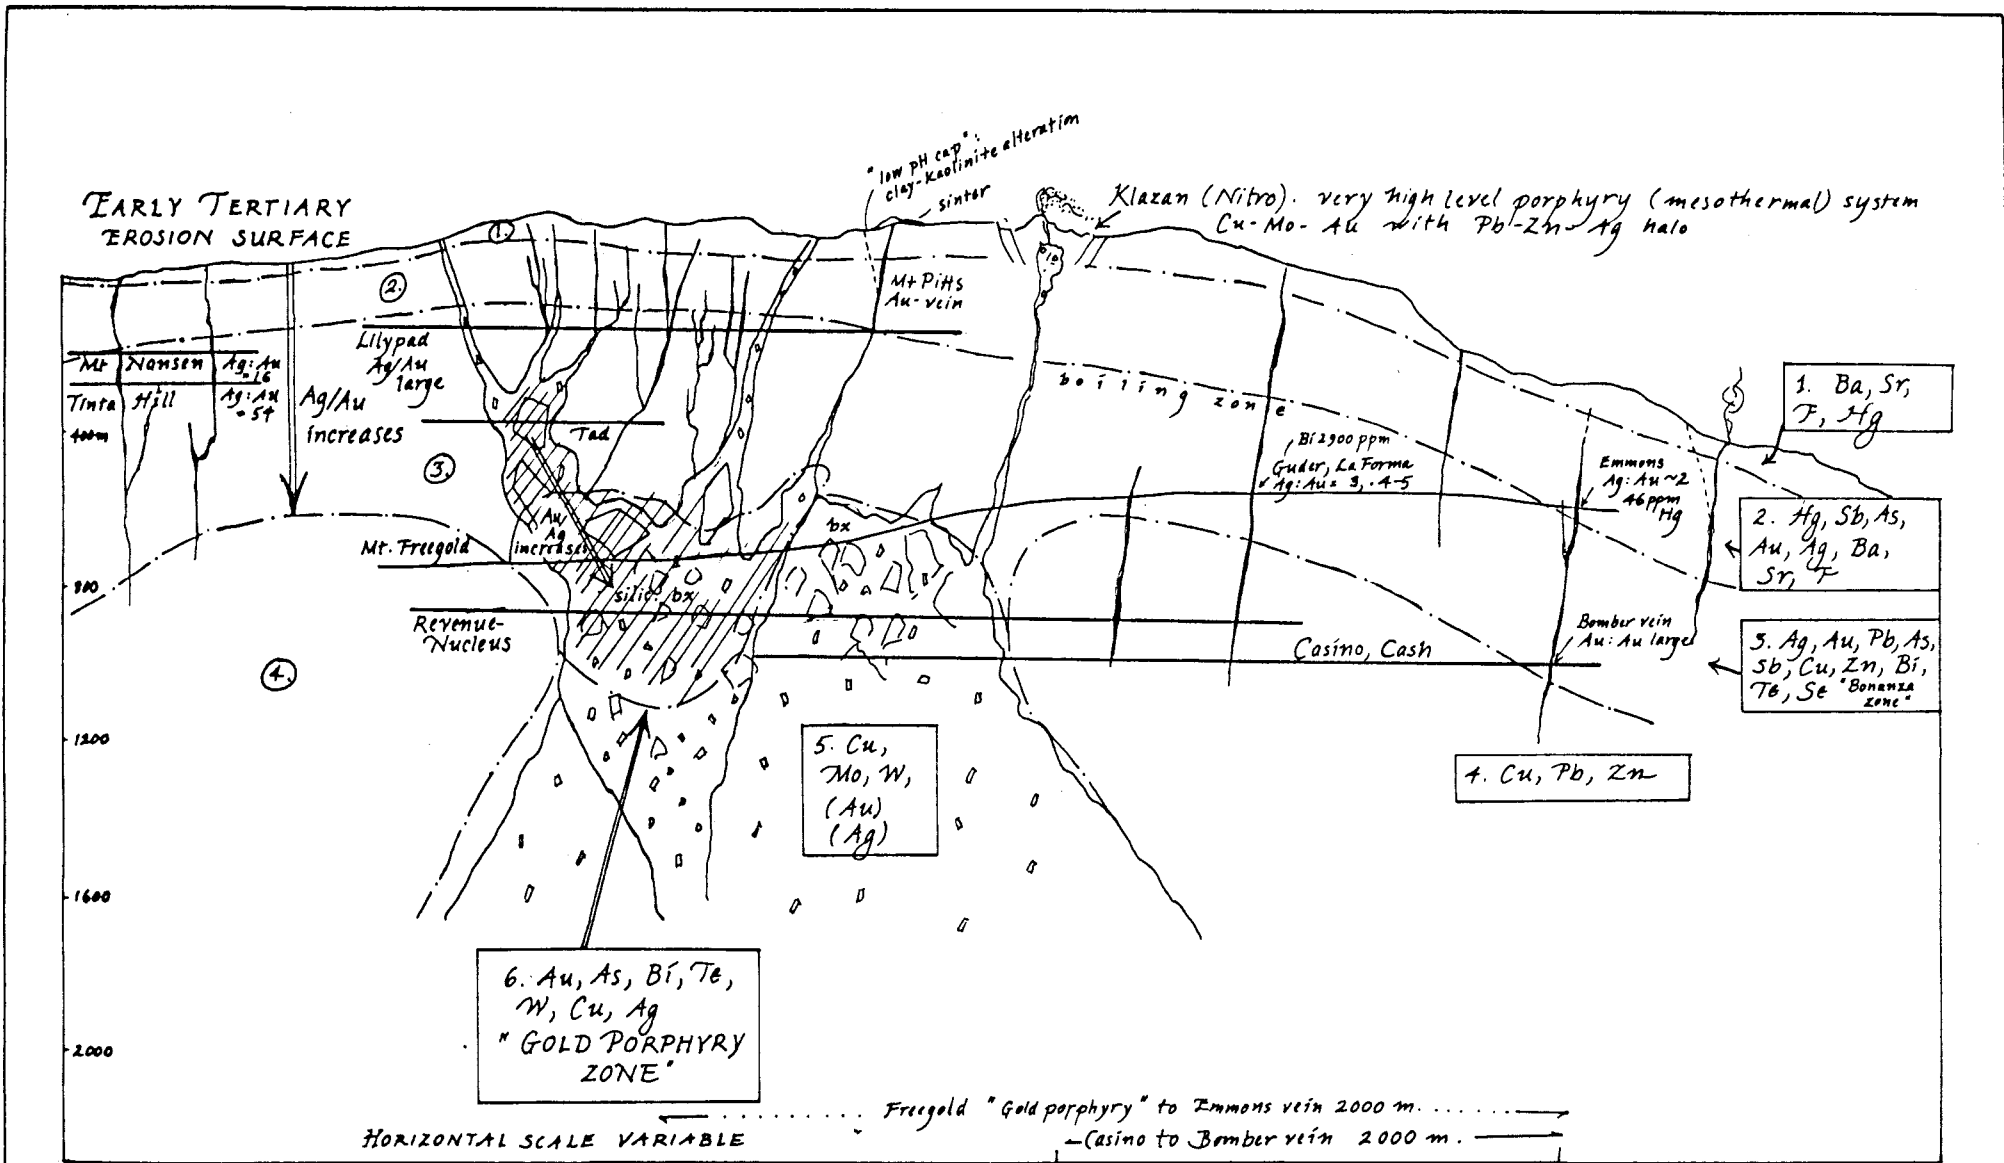 "low pH cap":
clay-kaolinite alteration
sinter
EARLY TERTIARY
EROSION SURFACE
Klazan (Nitro). very high level porphyry (mesothermal) system
Cu-Mo-Au with Pb-Zn-Ag halo
1.
2.
Mt Pitts
Au-vein
Lilypad
Ag/Au
large
Mt Nansen Ag:Au
= 16
Tinta Hill Ag:Au
= 54
Ag/Au
increases
400m
Tad
boiling zone
3.
Bi 2900 ppm
Guder, La Forma
Ag:Au = 3, .4-5
Emmons
Ag:Au ~2
46 ppm
Hg
1. Ba, Sr,
F, Hg
2. Hg, Sb, As,
Au, Ag, Ba,
Sr, F
Au/
Ag
increases
bx
Mt. Freegold
800
silic. bx
Revenue-
Nucleus
Casino, Cash
Bomber vein
Au: Au large
3. Ag, Au, Pb, As,
Sb, Cu, Zn, Bi,
Te, Se "Bonanza
zone"
4.
1200
5. Cu,
Mo, W,
(Au)
(Ag)
4. Cu, Pb, Zn
1600
6. Au, As, Bi, Te,
W, Cu, Ag
"GOLD PORPHYRY
ZONE"
2000
Freegold "Gold porphyry" to Emmons vein 2000 m.
HORIZONTAL SCALE VARIABLE
Casino to Bomber vein 2000 m.